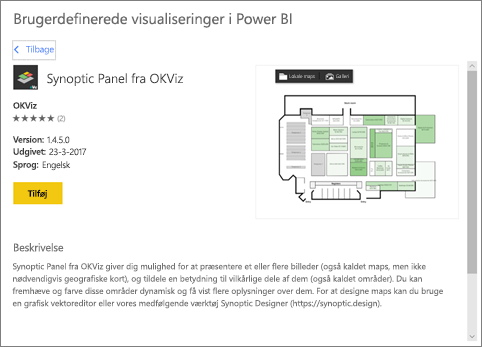 Brugerdefinerede visualiseringer i Power BI
Tilbage
Synoptic Panel fra OKViz
OKViz
(2)
Version: 1.4.5.0
Udgivet: 23-3-2017
Sprog: Engelsk
Tilføj
Lokale maps
Galleri
Beskrivelse
Synoptic Panel fra OKViz giver dig mulighed for at præsentere et eller flere billeder (også kaldet maps, men ikke
nødvendigvis geografiske kort), og tildele en betydning til vikårlige dele af dem (også kaldet områder). Du kan
fremhæve og farve disse områder dynamisk og få vist flere oplysninger over dem. For at designe maps kan du bruge
en grafisk vektoreditor eller vores medfølgende værktøj Synoptic Designer (https://synoptic.design).